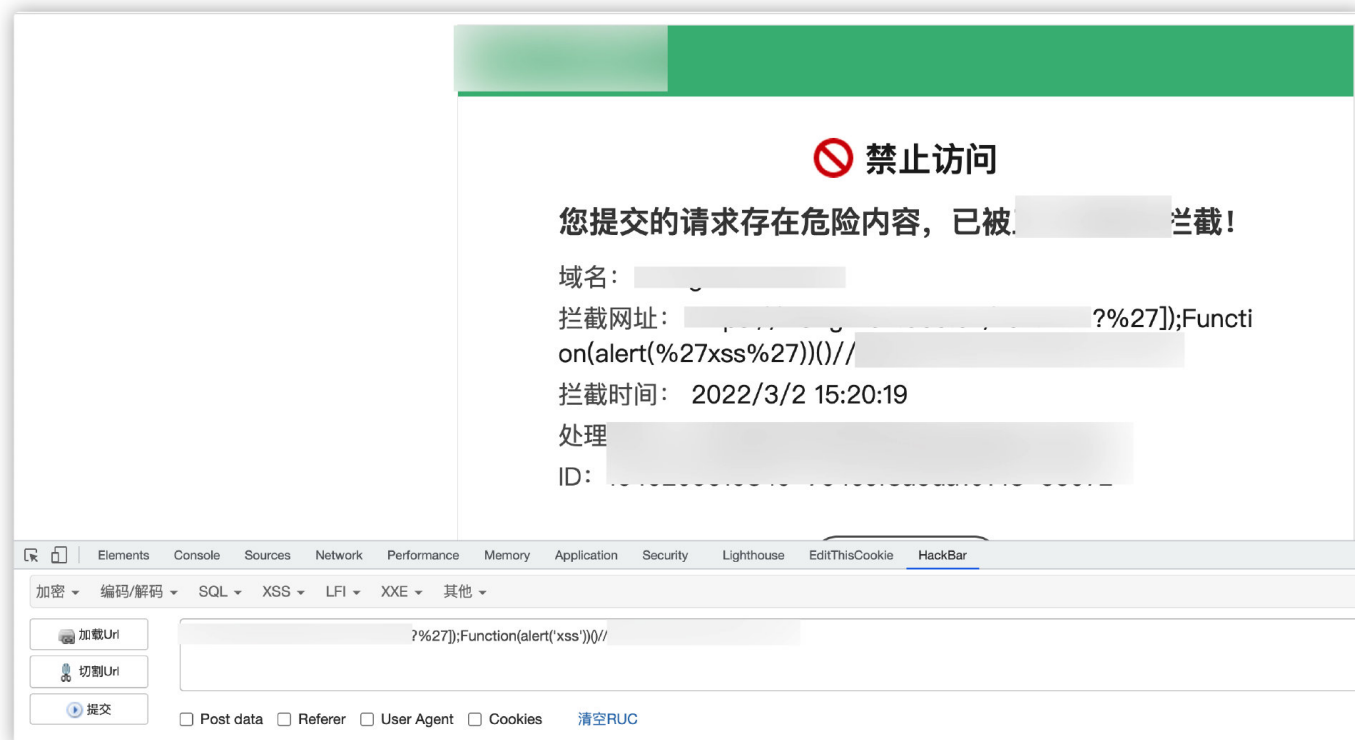 禁止访问
您提交的请求存在危险内容，已被 拦截！
域名：
拦截网址： ?%27]);Functi
on(alert(%27xss%27))()//
拦截时间： 2022/3/2 15:20:19
处理
ID：
Elements Console Sources Network Performance Memory Application Security Lighthouse EditThisCookie HackBar
加密 编码/解码 SQL XSS LFI XXE 其他
加载Url
?%27]);Function(alert('xss'))()//
切割Url
提交
Post data Referer User Agent Cookies 清空RUC